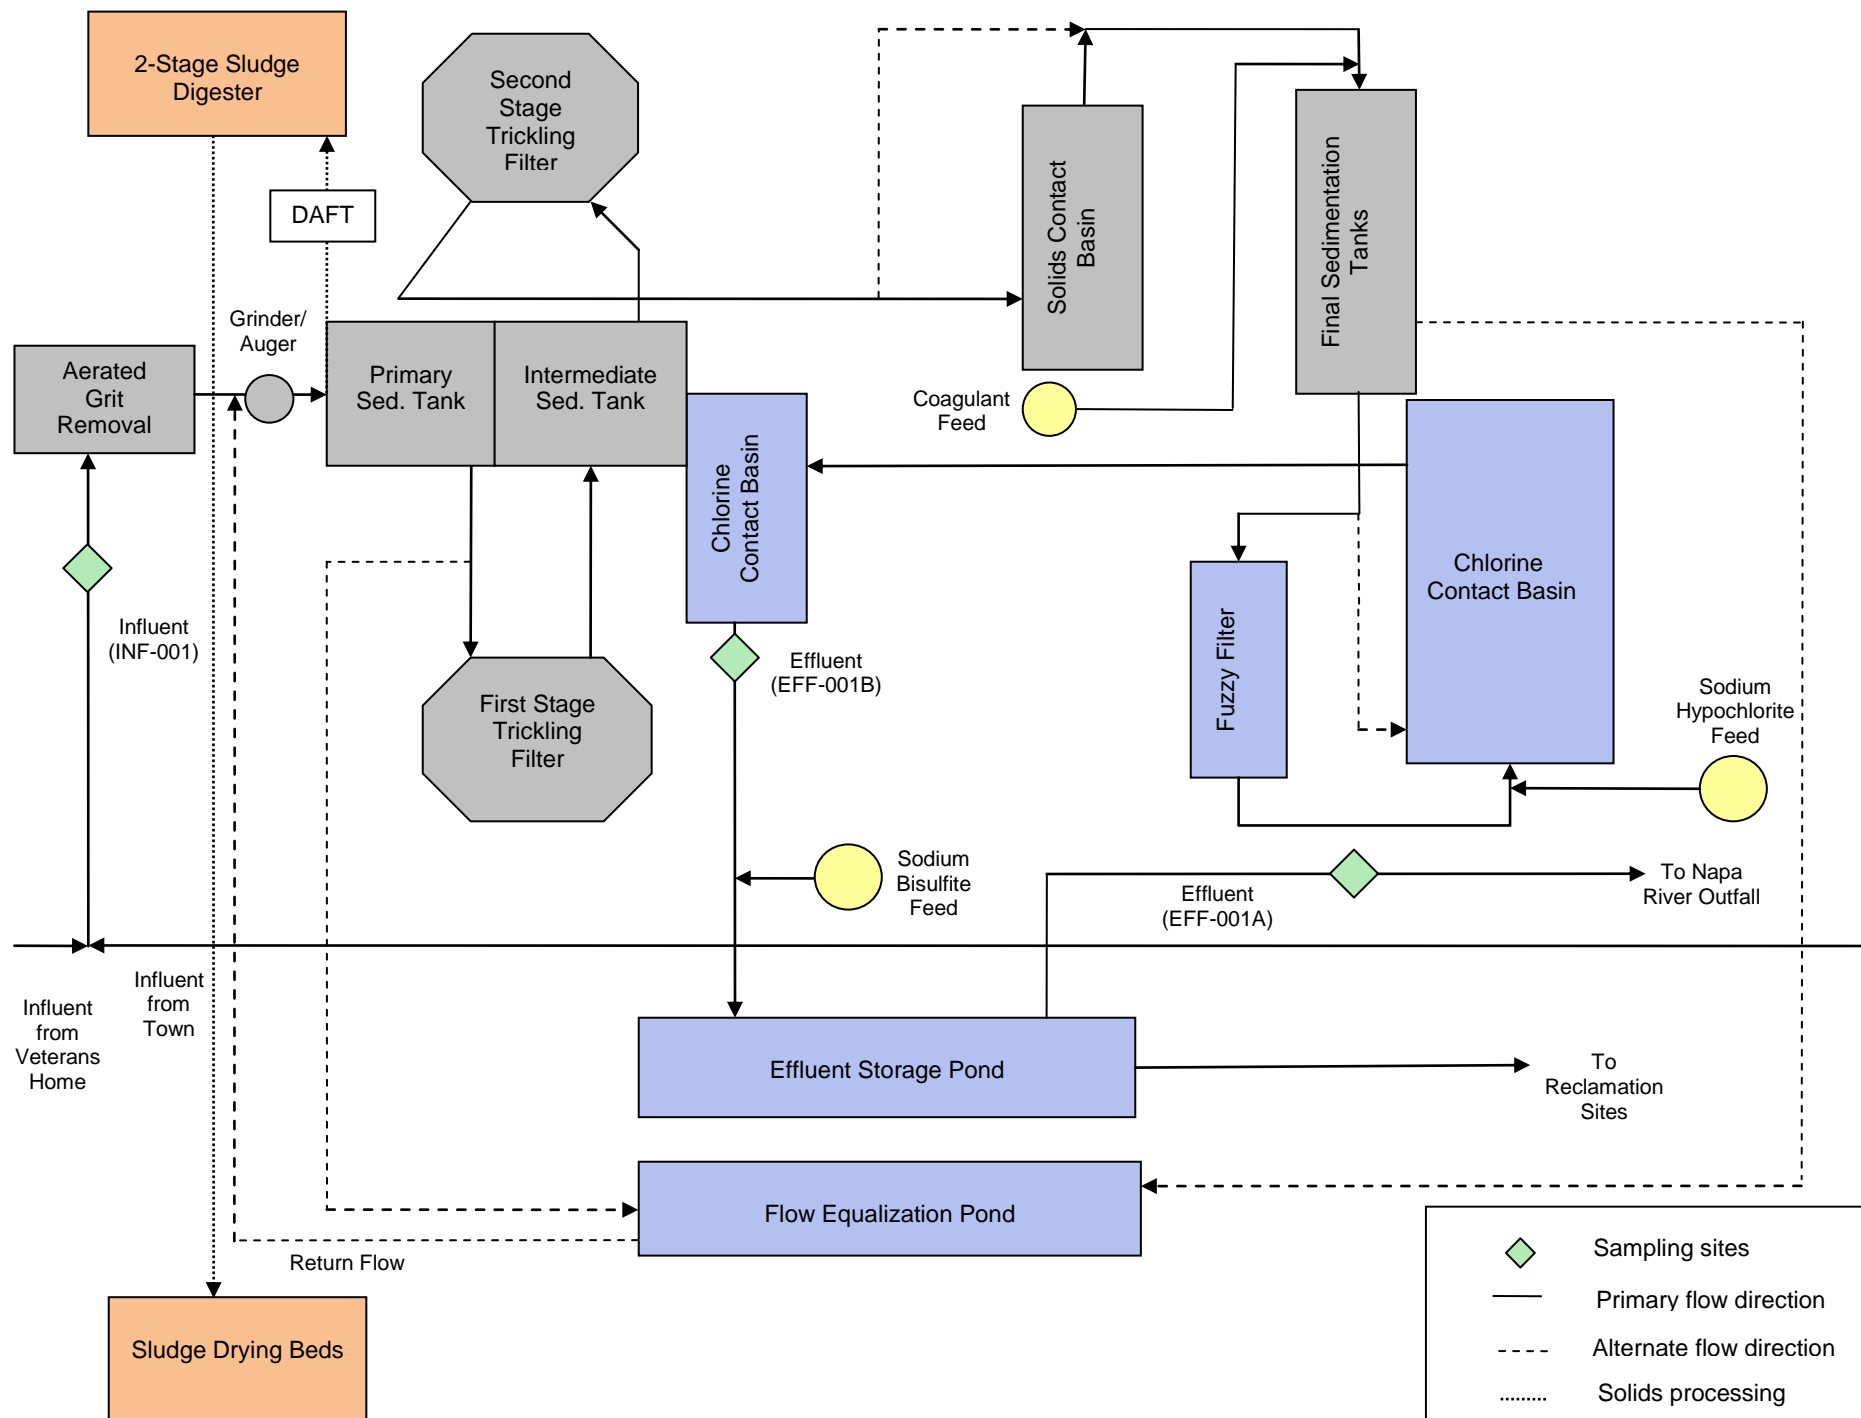 2-Stage Sludge
Digester
Second
Stage
Trickling
Filter
DAFT
Solids Contact
Basin
Final Sedimentation
Tanks
Grinder/
Auger
Aerated
Grit
Removal
Primary
Sed. Tank
Intermediate
Sed. Tank
Coagulant
Feed
Chlorine
Contact Basin
Chlorine
Contact Basin
Influent
(INF-001)
Effluent
(EFF-001B)
Fuzzy Filter
Sodium
Hypochlorite
Feed
First Stage
Trickling
Filter
Sodium
Bisulfite
Feed
Effluent
(EFF-001A)
To Napa
River Outfall
Influent
from
Veterans
Home
Influent
from
Town
Effluent Storage Pond
To
Reclamation
Sites
Flow Equalization Pond
Return Flow
Sludge Drying Beds
Sampling sites
Primary flow direction
Alternate flow direction
Solids processing